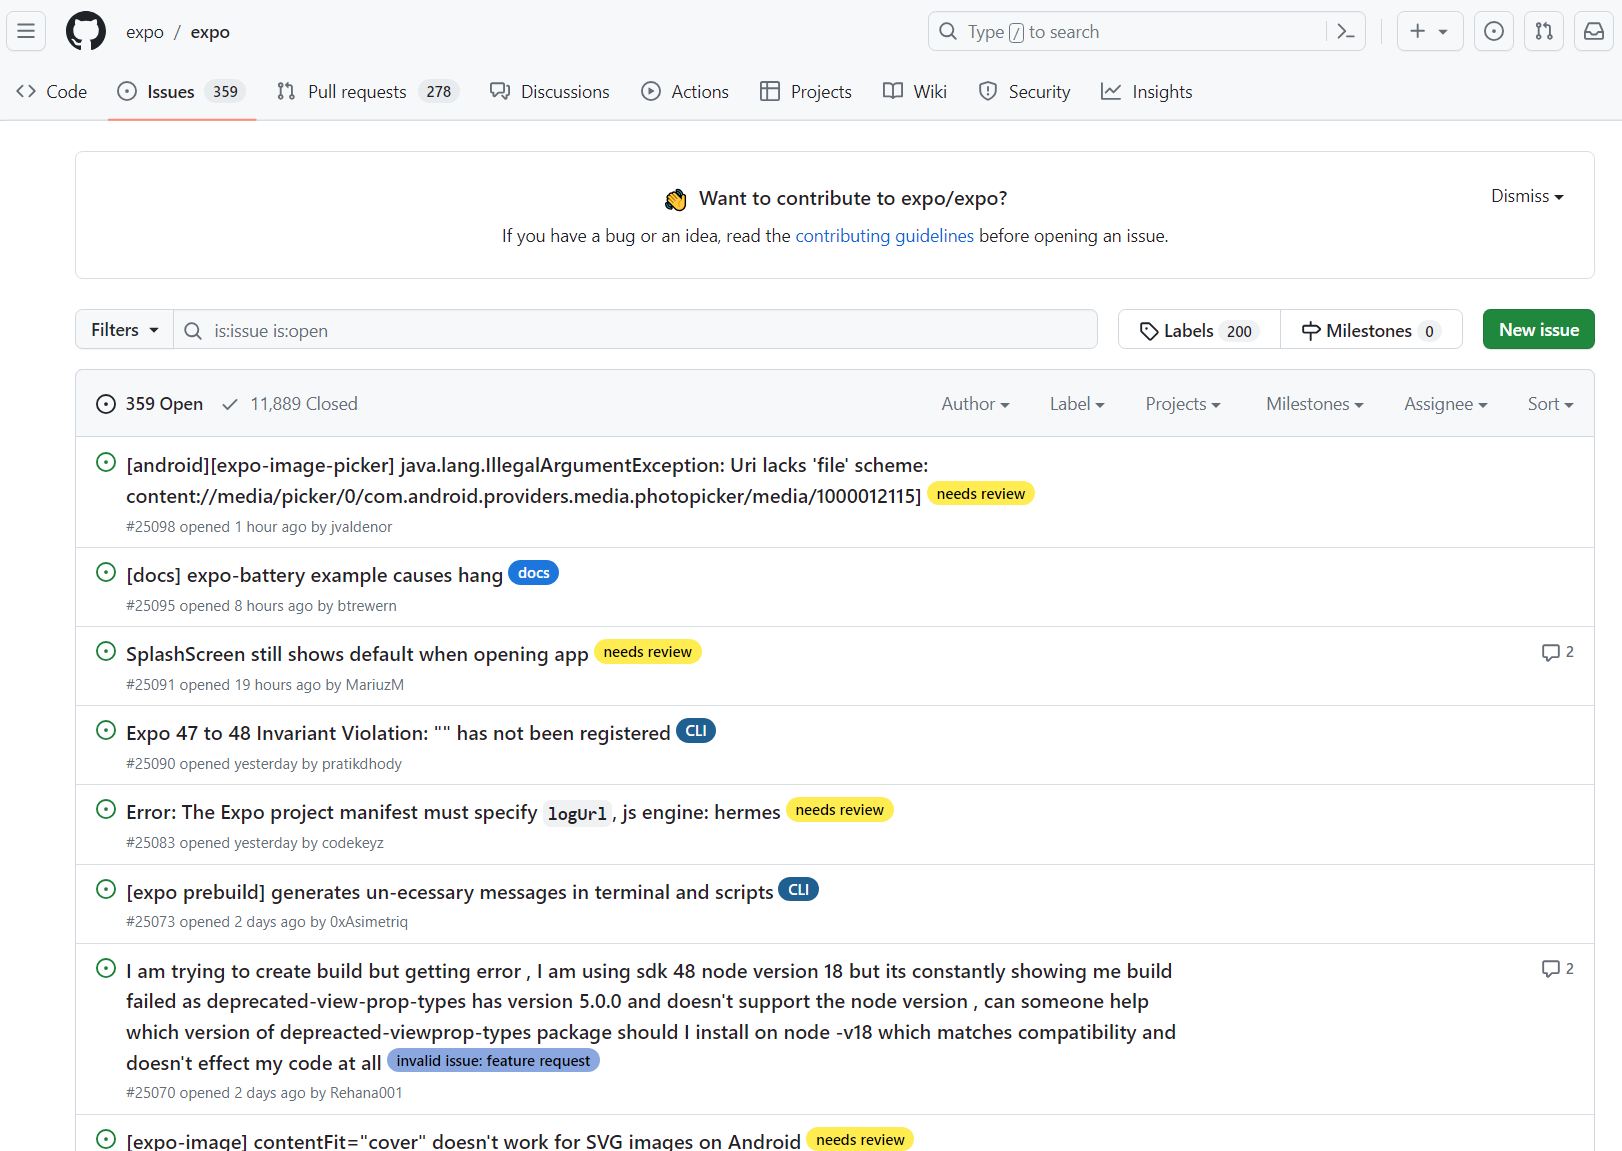 expo / expo
Type / to search
Code
Issues 359
Pull requests 278
Discussions
Actions
Projects
Wiki
Security
Insights
Want to contribute to expo/expo?
Dismiss
If you have a bug or an idea, read the contributing guidelines before opening an issue.
Filters
is:issue is:open
Labels 200
Milestones 0
New issue
359 Open
11,889 Closed
Author
Label
Projects
Milestones
Assignee
Sort
[android][expo-image-picker] java.lang.IllegalArgumentException: Uri lacks 'file' scheme:
content://media/picker/0/com.android.providers.media.photopicker/media/1000012115] needs review
#25098 opened 1 hour ago by jvaldenor
[docs] expo-battery example causes hang docs
#25095 opened 8 hours ago by btrewern
SplashScreen still shows default when opening app needs review
2
#25091 opened 19 hours ago by MariuzM
Expo 47 to 48 Invariant Violation: "" has not been registered CLI
#25090 opened yesterday by pratikdhody
Error: The Expo project manifest must specify logUrl, js engine: hermes needs review
#25083 opened yesterday by codekeyz
[expo prebuild] generates un-ecessary messages in terminal and scripts CLI
#25073 opened 2 days ago by 0xAsimetriq
I am trying to create build but getting error , I am using sdk 48 node version 18 but its constantly showing me build
2
failed as deprecated-view-prop-types has version 5.0.0 and doesn't support the node version , can someone help
which version of depreacted-viewprop-types package should I install on node -v18 which matches compatibility and
doesn't effect my code at all invalid issue: feature request
#25070 opened 2 days ago by Rehana001
[expo-image] contentFit="cover" doesn't work for SVG images on Android needs review